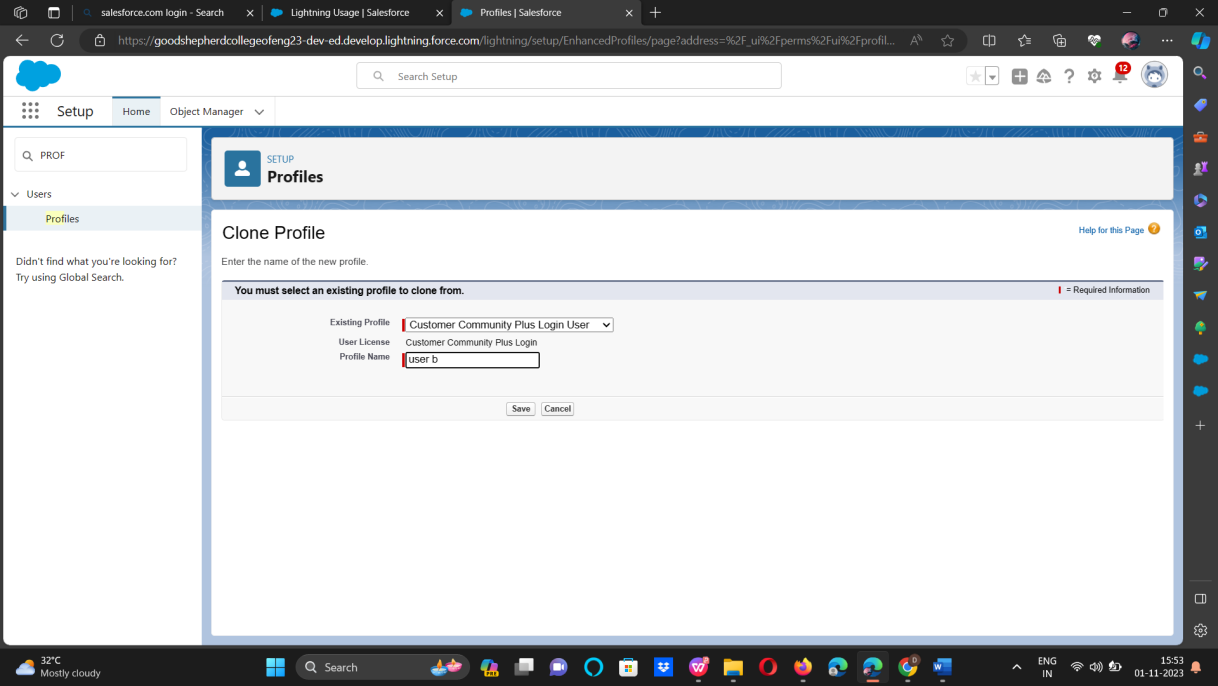 salesforce.com login - Search
Lightning Usage | Salesforce
Profiles | Salesforce
https://goodshepherdcollegeofeng23-dev-ed.develop.lightning.force.com/lightning/setup/EnhancedProfiles/page?address=%2F_ui%2Fperms%2Fui%2Fprofil...
Search Setup
12
Setup
Home
Object Manager
PROF
Users
Profiles
Didn't find what you're looking for?
Try using Global Search.
SETUP
Profiles
Clone Profile
Help for this Page
Enter the name of the new profile.
You must select an existing profile to clone from.
= Required Information
Existing Profile
Customer Community Plus Login User
User License
Customer Community Plus Login
Profile Name
user b
Save
Cancel
32°C
Mostly cloudy
Search
PRE
D
ENG
IN
15:53
01-11-2023